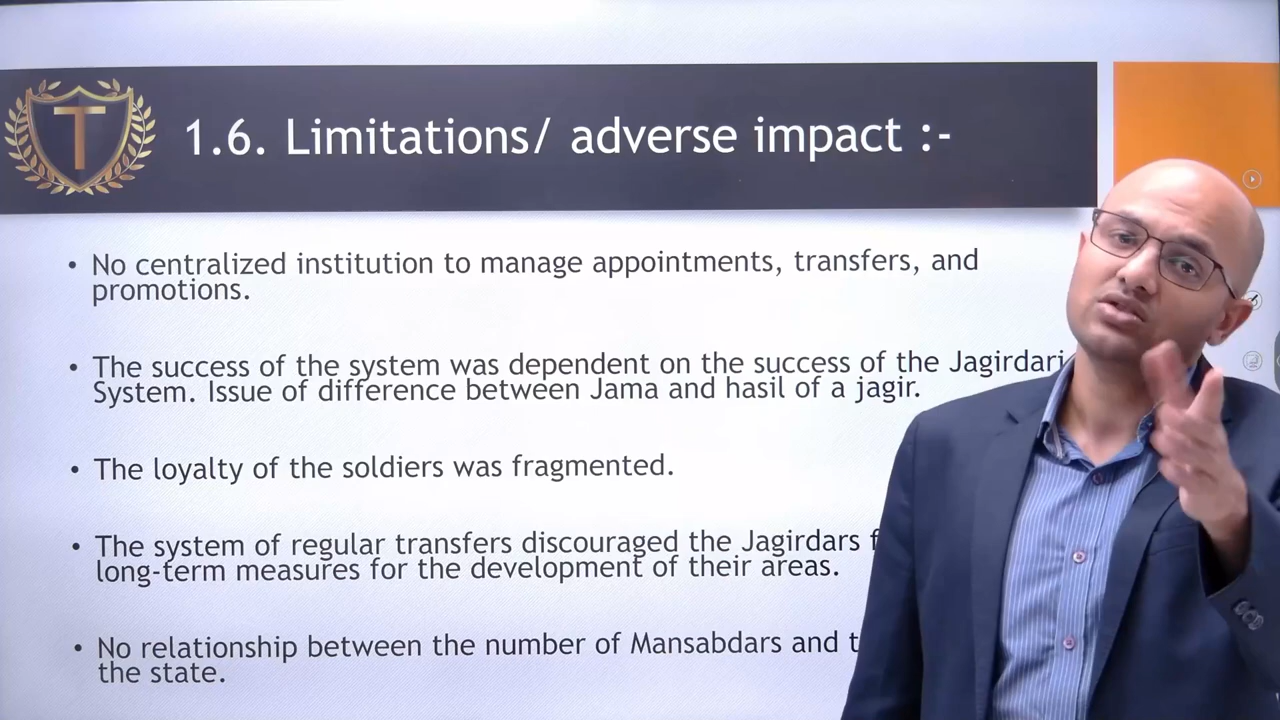 T
1.6. Limitations/ adverse impact :-
• No centralized institution to manage appointments, transfers, and
promotions.
• The success of the system was dependent on the success of the Jagirdari
System. Issue of difference between Jama and hasil of a jagir.
• The loyalty of the soldiers was fragmented.
• The system of regular transfers discouraged the Jagirdars
long-term measures for the development of their areas.
• No relationship between the number of Mansabdars and
the state.